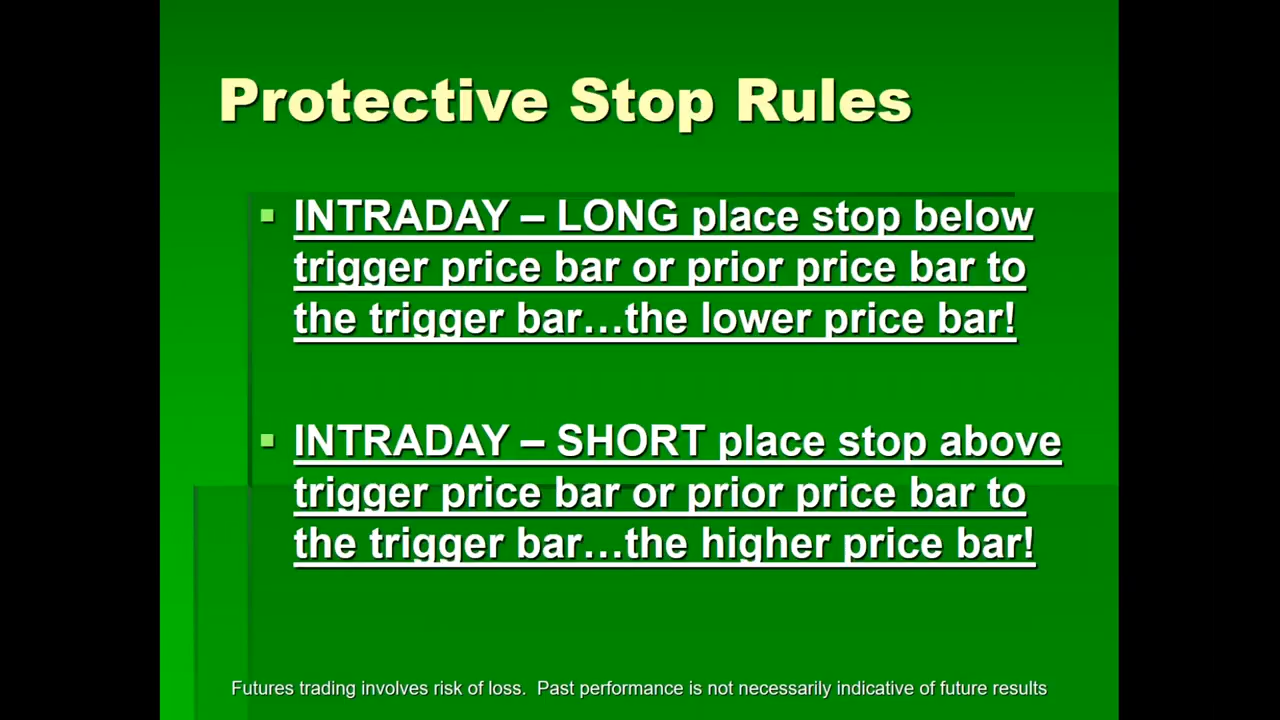 Protective Stop Rules
INTRADAY – LONG place stop below
trigger price bar or prior price bar to
the trigger bar...the lower price bar!
INTRADAY – SHORT place stop above
trigger price bar or prior price bar to
the trigger bar...the higher price bar!
Futures trading involves risk of loss.  Past performance is not necessarily indicative of future results